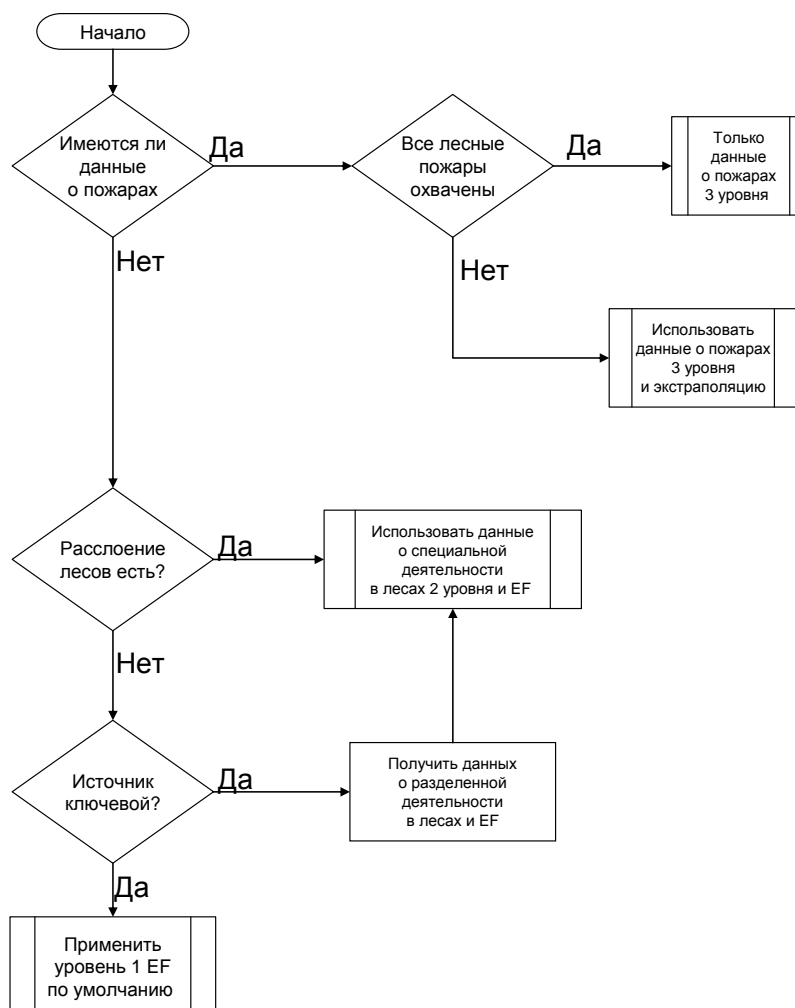 Начало
Имеются ли
данные
о пожарах
Да
Все лесные
пожары
охвачены
Да
Только
данные
о пожарах
3 уровня
Нет
Нет
Использовать
данные о пожарах
3 уровня
и экстраполяцию
Расслоение
лесов есть?
Да
Использовать данные
о специальной
деятельности
в лесах 2 уровня и EF
Нет
Источник
ключевой?
Да
Получить данных
о разделенной
деятельности
в лесах и EF
Да
Применить
уровень 1 EF
по умолчанию